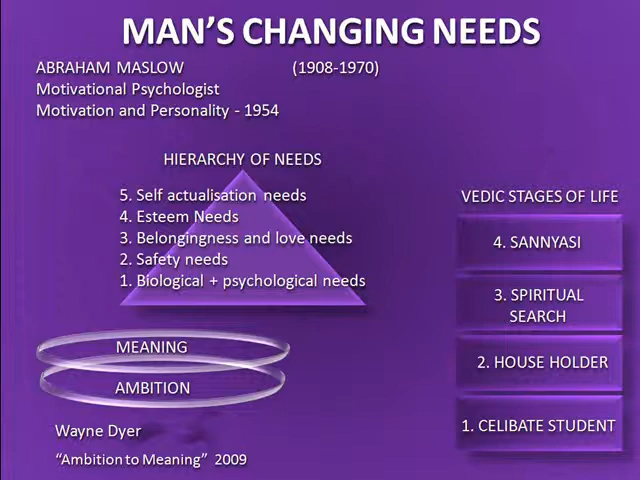 MAN'S CHANGING NEEDS
ABRAHAM MASLOW (1908-1970)
Motivational Psychologist
Motivation and Personality - 1954
HIERARCHY OF NEEDS
5. Self actualisation needs
4. Esteem Needs
3. Belongingness and love needs
2. Safety needs
1. Biological + psychological needs
MEANING
AMBITION
Wayne Dyer
“Ambition to Meaning” 2009
VEDIC STAGES OF LIFE
4. SANNYASI
3. SPIRITUAL
SEARCH
2. HOUSE HOLDER
1. CELIBATE STUDENT